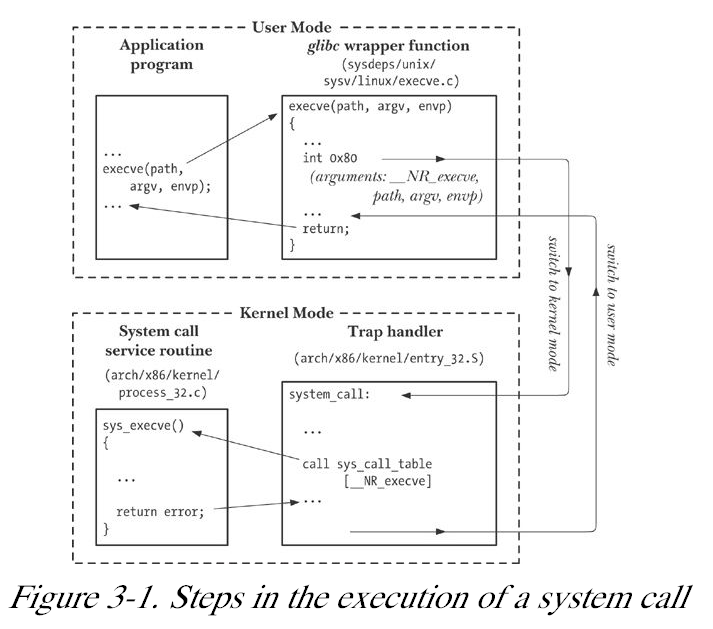 User Mode
Application
program
glibc wrapper function
(sysdeps/unix/
sysv/linux/execve.c)
...
execve(path,
argv, envp);
...
execve(path, argv, envp)
{
...
int 0x80
(arguments: __NR_execve,
path, argv, envp)
...
return;
}
switch to kernel mode
switch to user mode
Kernel Mode
System call
service routine
(arch/x86/kernel/
process_32.c)
Trap handler
(arch/x86/kernel/entry_32.S)
sys_execve()
{
...
return error;
}
system_call:
...
call sys_call_table
[__NR_execve]
...
Figure 3-1. Steps in the execution of a system call